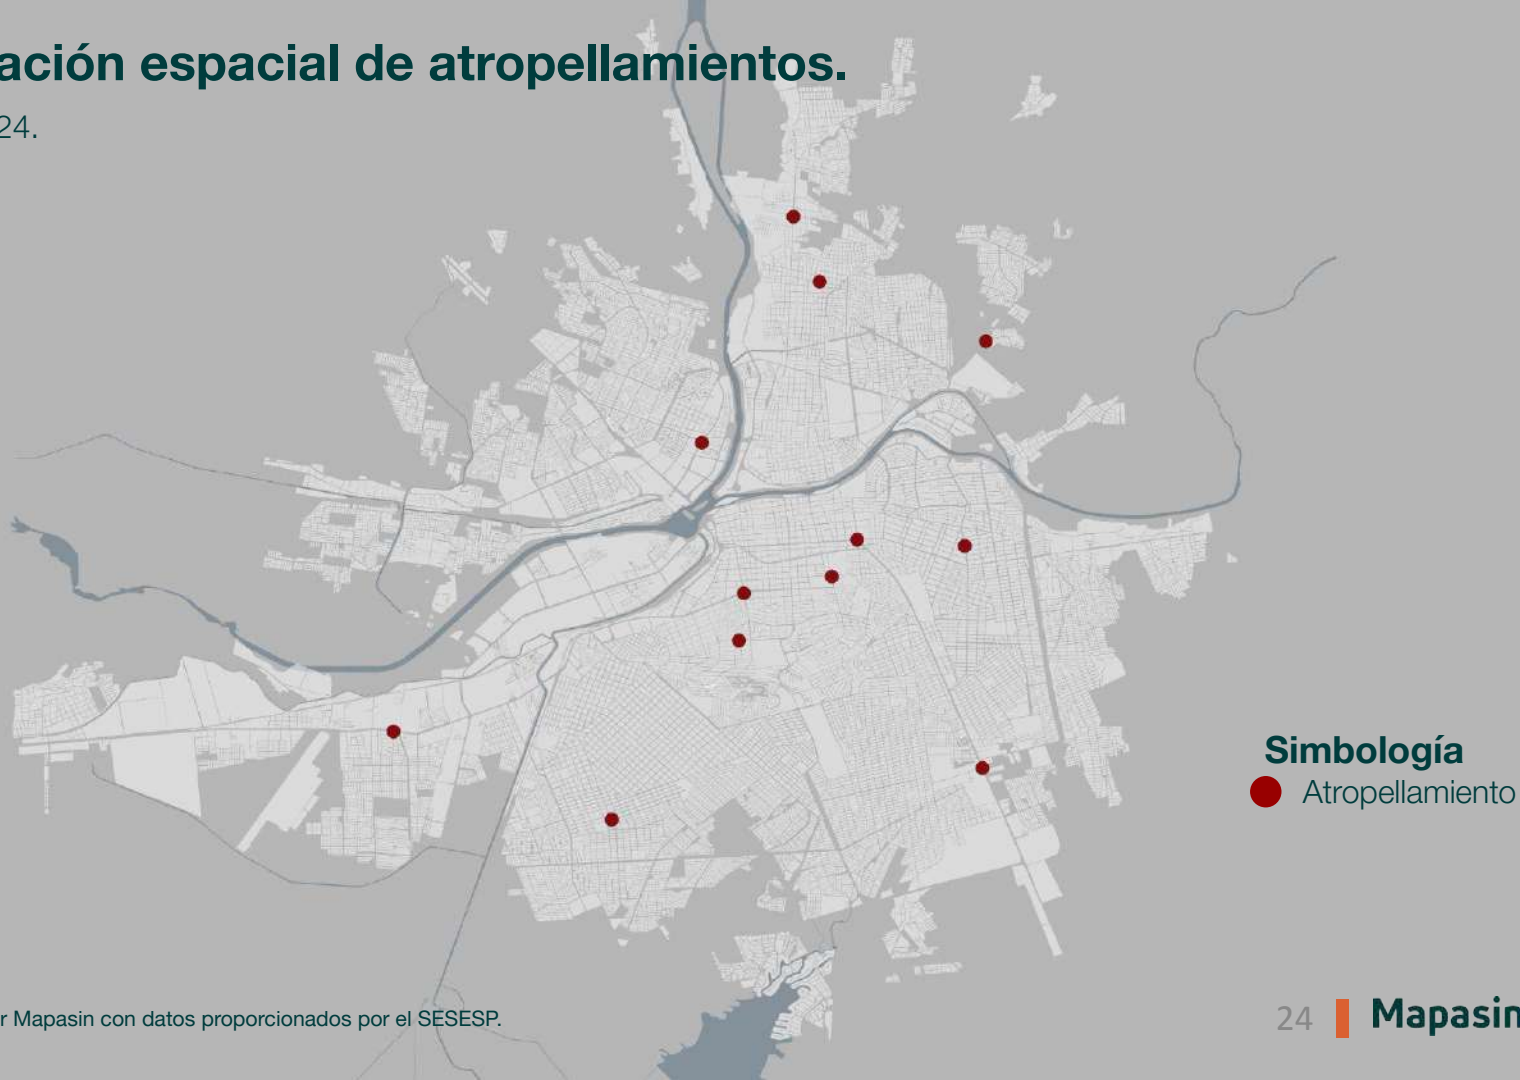 ación espacial de atropellamientos.
24.
Simbología
Atropellamiento
r Mapasin con datos proporcionados por el SESESP.
24
Mapasin